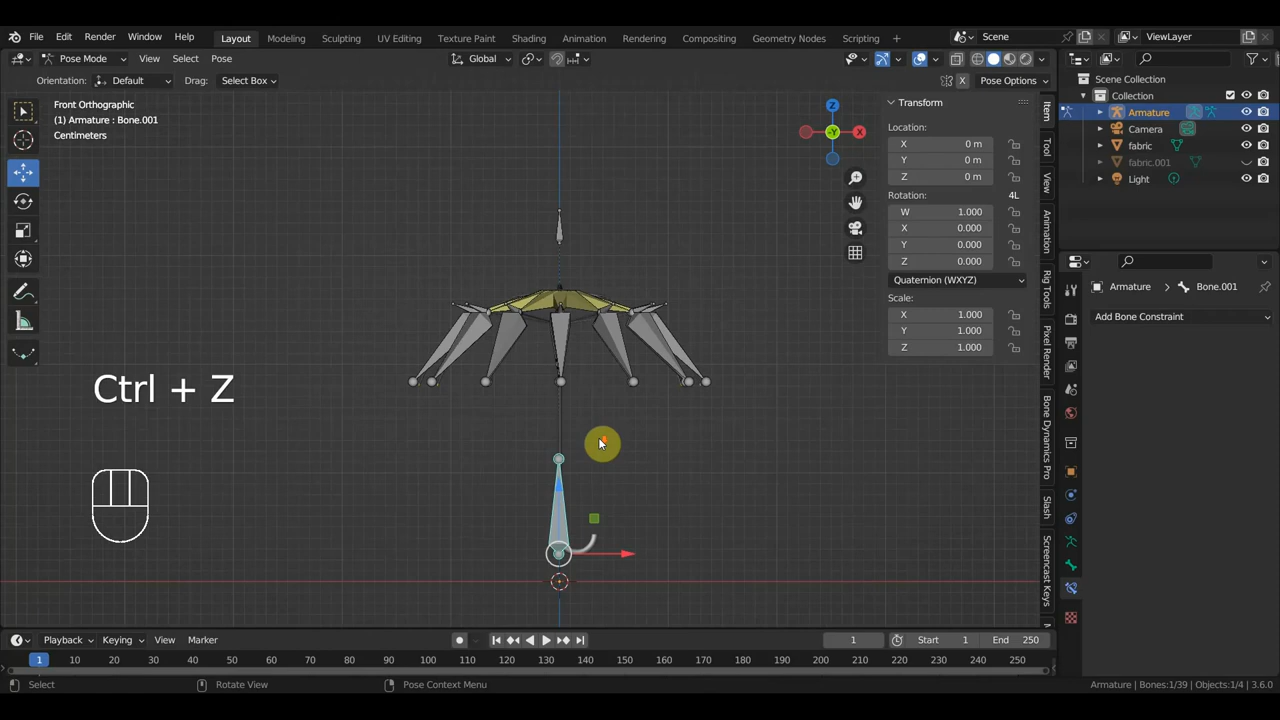 File Edit Render Window Help Layout Modeling Sculpting UV Editing Texture Paint Shading Animation Rendering Compositing Geometry Nodes Scripting + Scene ViewLayer
Pose Mode View Select Pose Global
Orientation: Default Drag: Select Box X Pose Options
Front Orthographic
(1) Armature : Bone.001
Centimeters
Ctrl + Z
Z
-Y
X
Transform
Location:
X 0 m
Y 0 m
Z 0 m
Rotation: 4L
W 1.000
X 0.000
Y 0.000
Z 0.000
Quaternion (WXYZ)
Scale:
X 1.000
Y 1.000
Z 1.000
Item
Tool
View
Animation
Rig Tools
Pixel Render
Bone Dynamics Pro
Slash
Screencast Keys
Scene Collection
Collection
Armature
Camera
fabric
fabric.001
Light
Armature Bone.001
Add Bone Constraint
Playback Keying View Marker 1 Start 1 End 250
1 10 20 30 40 50 60 70 80 90 100 110 120 130 140 150 160 170 180 190 200 210 220 230 240 250
Select Rotate View Pose Context Menu Armature | Bones:1/39 | Objects:1/4 | 3.6.0